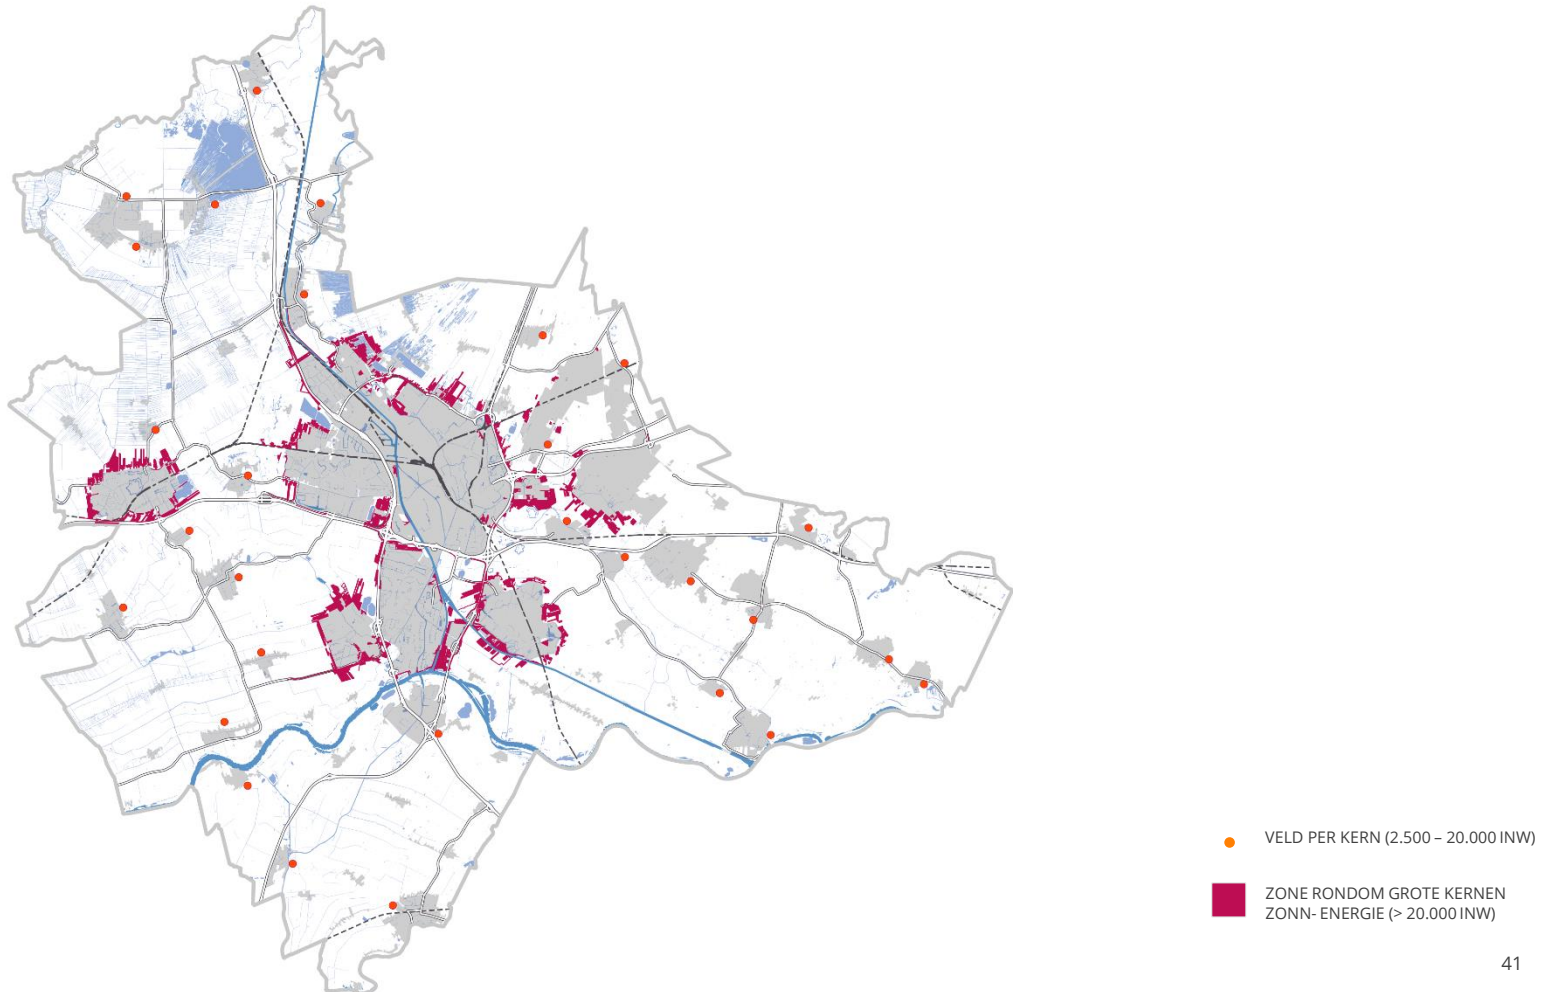 VELD PER KERN (2.500 – 20.000 INW)
ZONE RONDOM GROTE KERNEN
ZONN- ENERGIE (> 20.000 INW)
41